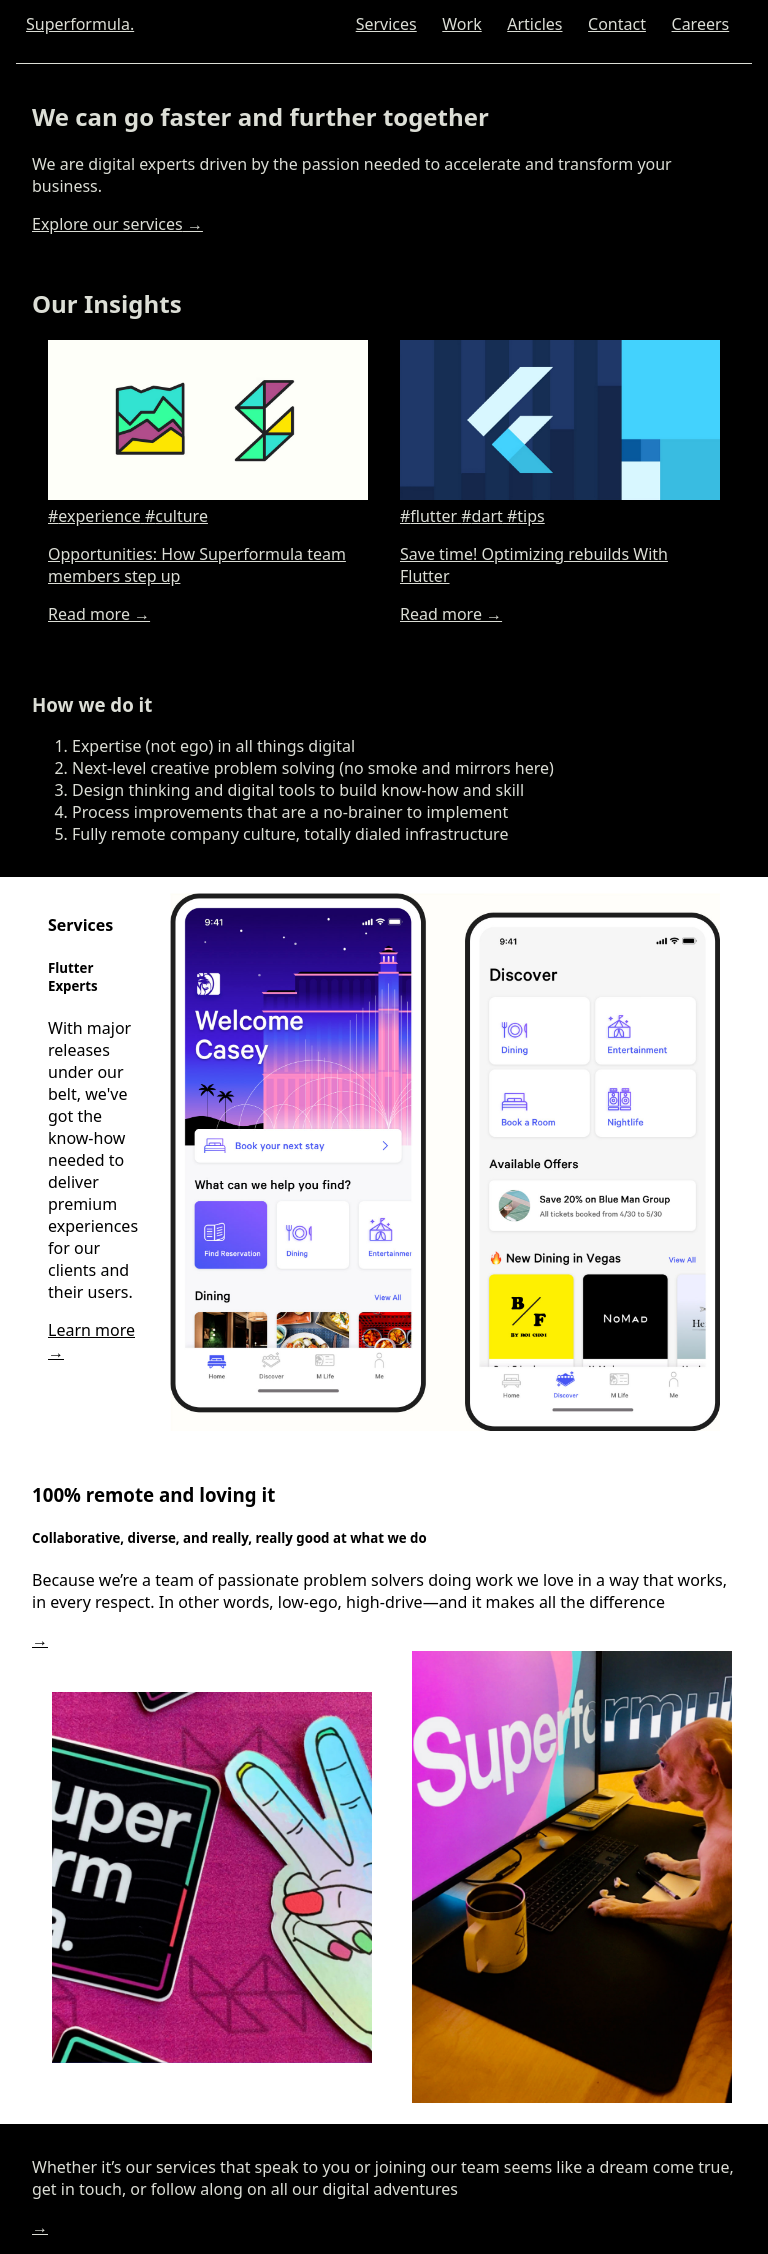 Superformula.
Services Work Articles Contact Careers
We can go faster and further together
We are digital experts driven by the passion needed to accelerate and transform your
business.
Explore our services →
Our Insights
#experience #culture
Opportunities: How Superformula team
members step up
Read more →
#flutter #dart #tips
Save time! Optimizing rebuilds With
Flutter
Read more →
How we do it
1. Expertise (not ego) in all things digital
2. Next-level creative problem solving (no smoke and mirrors here)
3. Design thinking and digital tools to build know-how and skill
4. Process improvements that are a no-brainer to implement
5. Fully remote company culture, totally dialed infrastructure
Services
Flutter
Experts
With major
releases
under our
belt, we've
got the
know-how
needed to
deliver
premium
experiences
for our
clients and
their users.
Learn more
→
9:41
Welcome
Casey
Book your next stay
What can we help you find?
Find Reservation
Dining
Entertainmen
Dining
View All
Home
Discover
M Life
Me
9:41
Discover
Dining
Entertainment
Book a Room
Nightlife
Available Offers
Save 20% on Blue Man Group
All tickets booked from 4/30 to 5/30
🔥 New Dining in Vegas
View All
B/F
BY HOI CHOI
NOMAD
He
Home
Discover
M Life
Me
100% remote and loving it
Collaborative, diverse, and really, really good at what we do
Because we’re a team of passionate problem solvers doing work we love in a way that works,
in every respect. In other words, low-ego, high-drive—and it makes all the difference
→
uper
rm
a.
Superfo
rmul
Whether it’s our services that speak to you or joining our team seems like a dream come true,
get in touch, or follow along on all our digital adventures
→